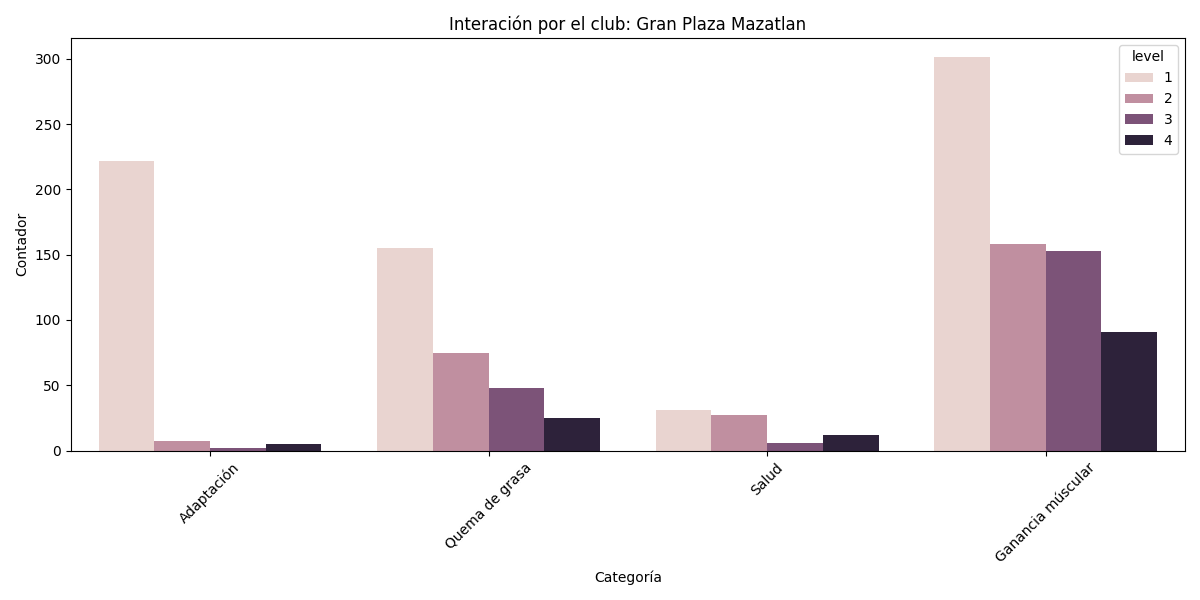 Interación por el club: Gran Plaza Mazatlan
level
1
2
3
4
Contador
300
250
200
150
100
50
0
Adaptación
Quema de grasa
Salud
Ganancia múscular
Categoría